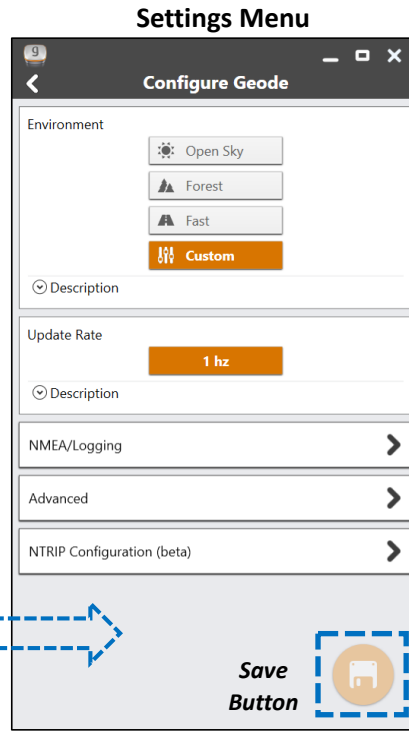 Settings Menu
9
Configure Geode
Environment
Open Sky
Forest
Fast
Custom
Description
Update Rate
1 hz
Description
NMEA/Logging
Advanced
NTRIP Configuration (beta)
Save
Button